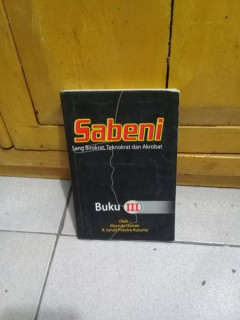 Sabeni
Sang Birokrat, Teknokrat dan Akrobat
Buku III
Oleh :